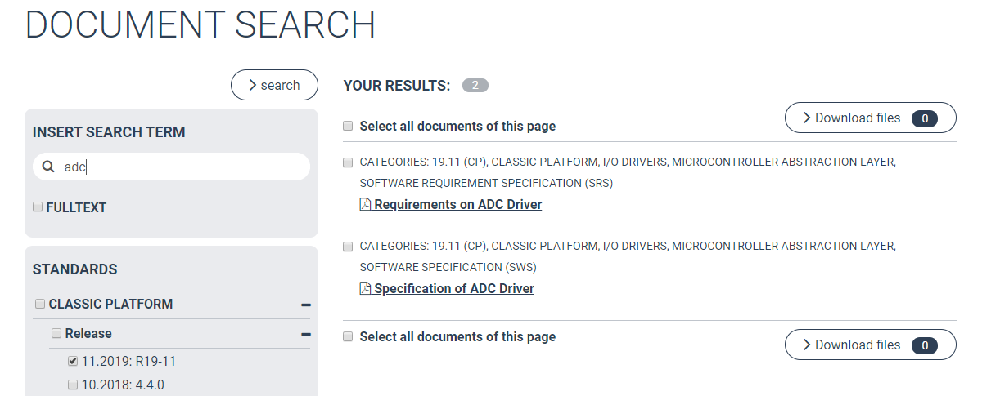 DOCUMENT SEARCH
search
INSERT SEARCH TERM
adc
FULLTEXT
STANDARDS
CLASSIC PLATFORM
Release
11.2019: R19-11
10.2018: 4.4.0
YOUR RESULTS: 2
Download files 0
Select all documents of this page
CATEGORIES: 19.11 (CP), CLASSIC PLATFORM, I/O DRIVERS, MICROCONTROLLER ABSTRACTION LAYER,
SOFTWARE REQUIREMENT SPECIFICATION (SRS)
Requirements on ADC Driver
CATEGORIES: 19.11 (CP), CLASSIC PLATFORM, I/O DRIVERS, MICROCONTROLLER ABSTRACTION LAYER,
SOFTWARE SPECIFICATION (SWS)
Specification of ADC Driver
Select all documents of this page
Download files 0